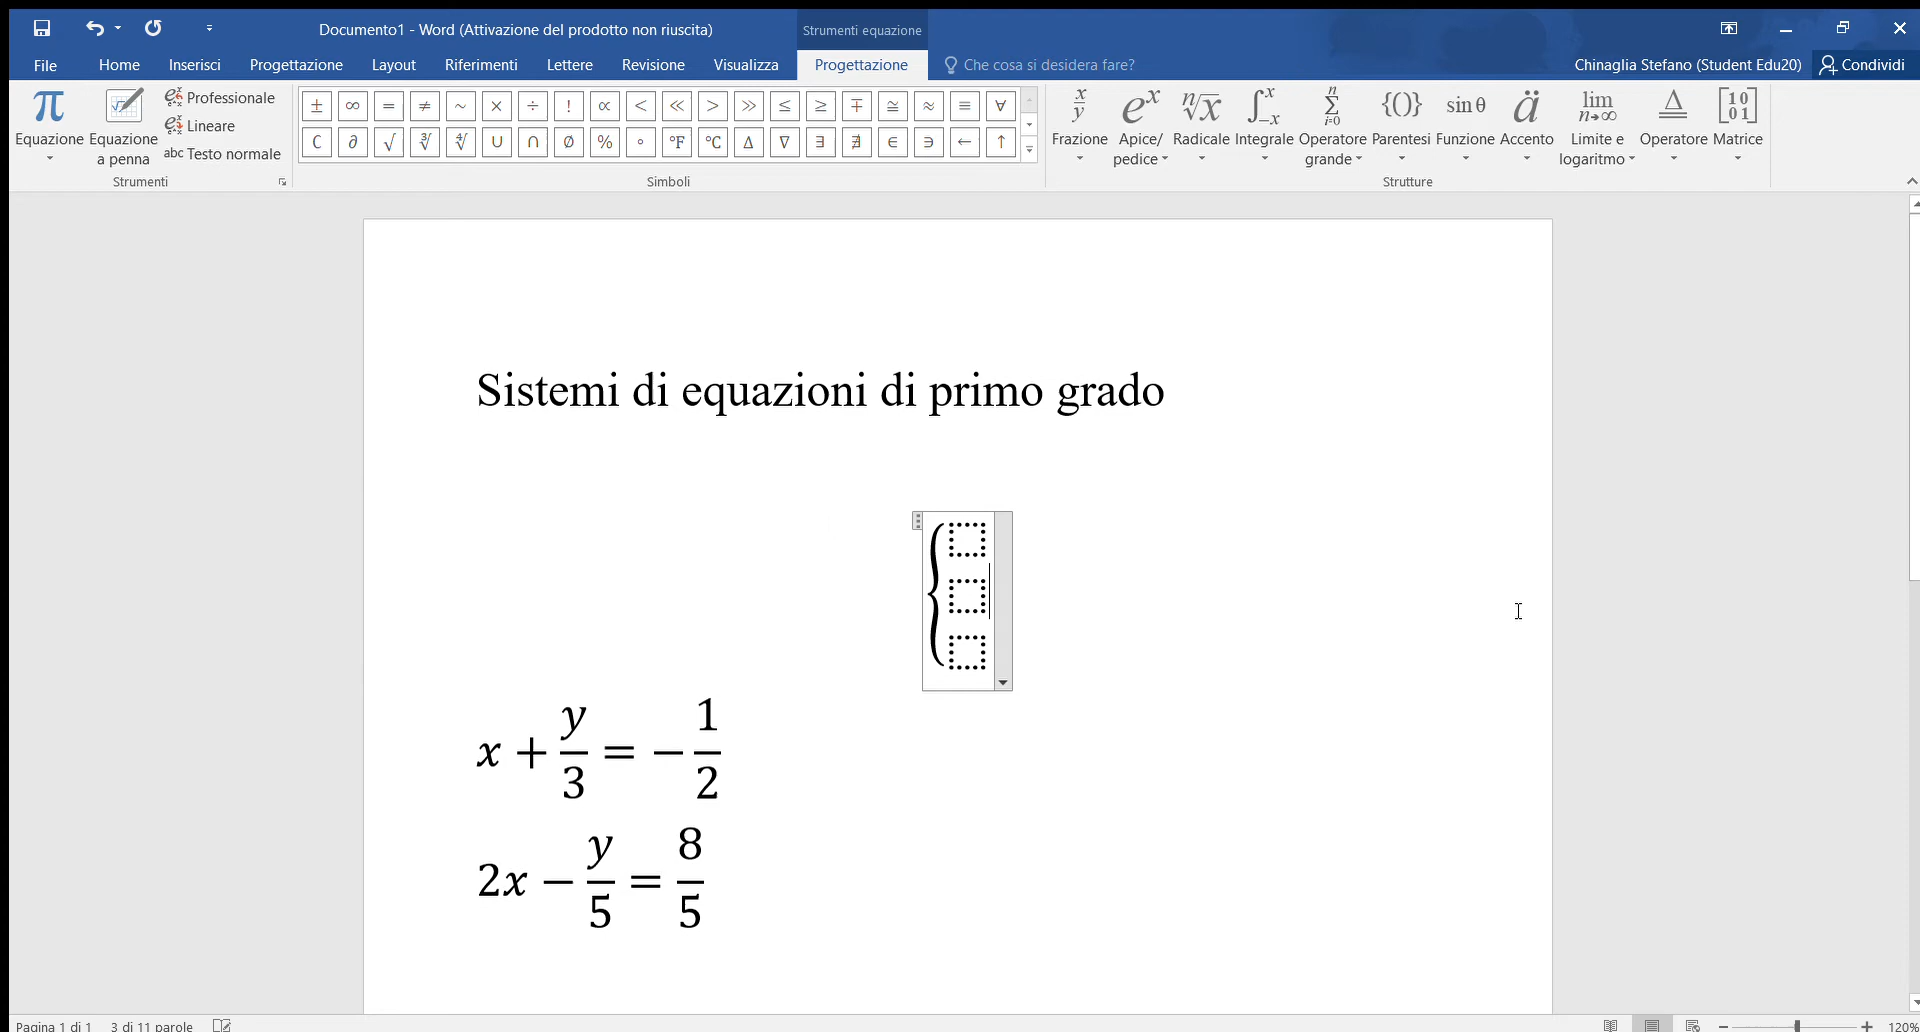 Documento1 - Word (Attivazione del prodotto non riuscita)
Strumenti equazione
File Home Inserisci Progettazione Layout Riferimenti Lettere Revisione Visualizza Progettazione Che cosa si desidera fare? Chinaglia Stefano (Student Edu20) Condividi
Equazione
Equazione a penna
Professionale
Lineare
abc Testo normale
Strumenti
± ∞ = ≠ ~ × ÷ ! ∝ < ≪ > ≫ ≤ ≥ ∓ ≅ ≈ ≡ ∀
∁ ∂ √ ∛ ∜ ∪ ∩ ∅ % ° °F °C ∆ ∇ ∃ ∄ ∈ ∋ ← ↑
Simboli
Frazione
Apice/ pedice
Radicale
Integrale
Operatore grande
Parentesi
Funzione
Accento
Limite e logaritmo
Operatore
Matrice
Strutture
Sistemi di equazioni di primo grado
x + y/3 = − 1/2
2x − y/5 = 8/5
Pagina 1 di 1 3 di 11 parole 120%